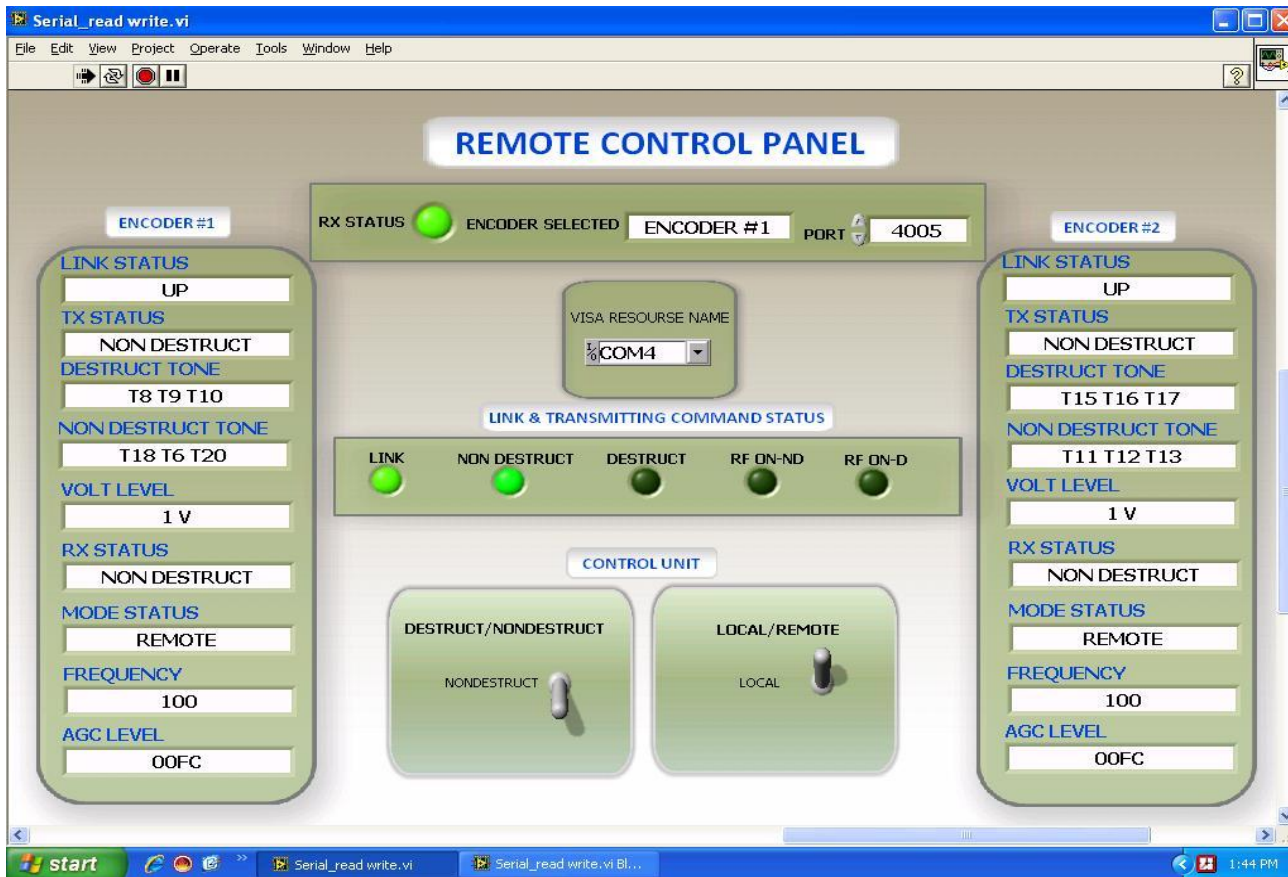 Serial_read write.vi
File Edit View Project Operate Tools Window Help
REMOTE CONTROL PANEL
RX STATUS ENCODER SELECTED ENCODER #1 PORT 4005
ENCODER #1
LINK STATUS
UP
TX STATUS
NON DESTRUCT
DESTRUCT TONE
T8 T9 T10
NON DESTRUCT TONE
T18 T6 T20
VOLT LEVEL
1 V
RX STATUS
NON DESTRUCT
MODE STATUS
REMOTE
FREQUENCY
100
AGC LEVEL
00FC
VISA RESOURSE NAME
I/O COM4
LINK & TRANSMITTING COMMAND STATUS
LINK NON DESTRUCT DESTRUCT RF ON-ND RF ON-D
CONTROL UNIT
DESTRUCT/NONDESTRUCT
NONDESTRUCT
LOCAL/REMOTE
LOCAL
ENCODER #2
LINK STATUS
UP
TX STATUS
NON DESTRUCT
DESTRUCT TONE
T15 T16 T17
NON DESTRUCT TONE
T11 T12 T13
VOLT LEVEL
1 V
RX STATUS
NON DESTRUCT
MODE STATUS
REMOTE
FREQUENCY
100
AGC LEVEL
00FC
start Serial_read write.vi Serial_read write.vi Bl... 1:44 PM